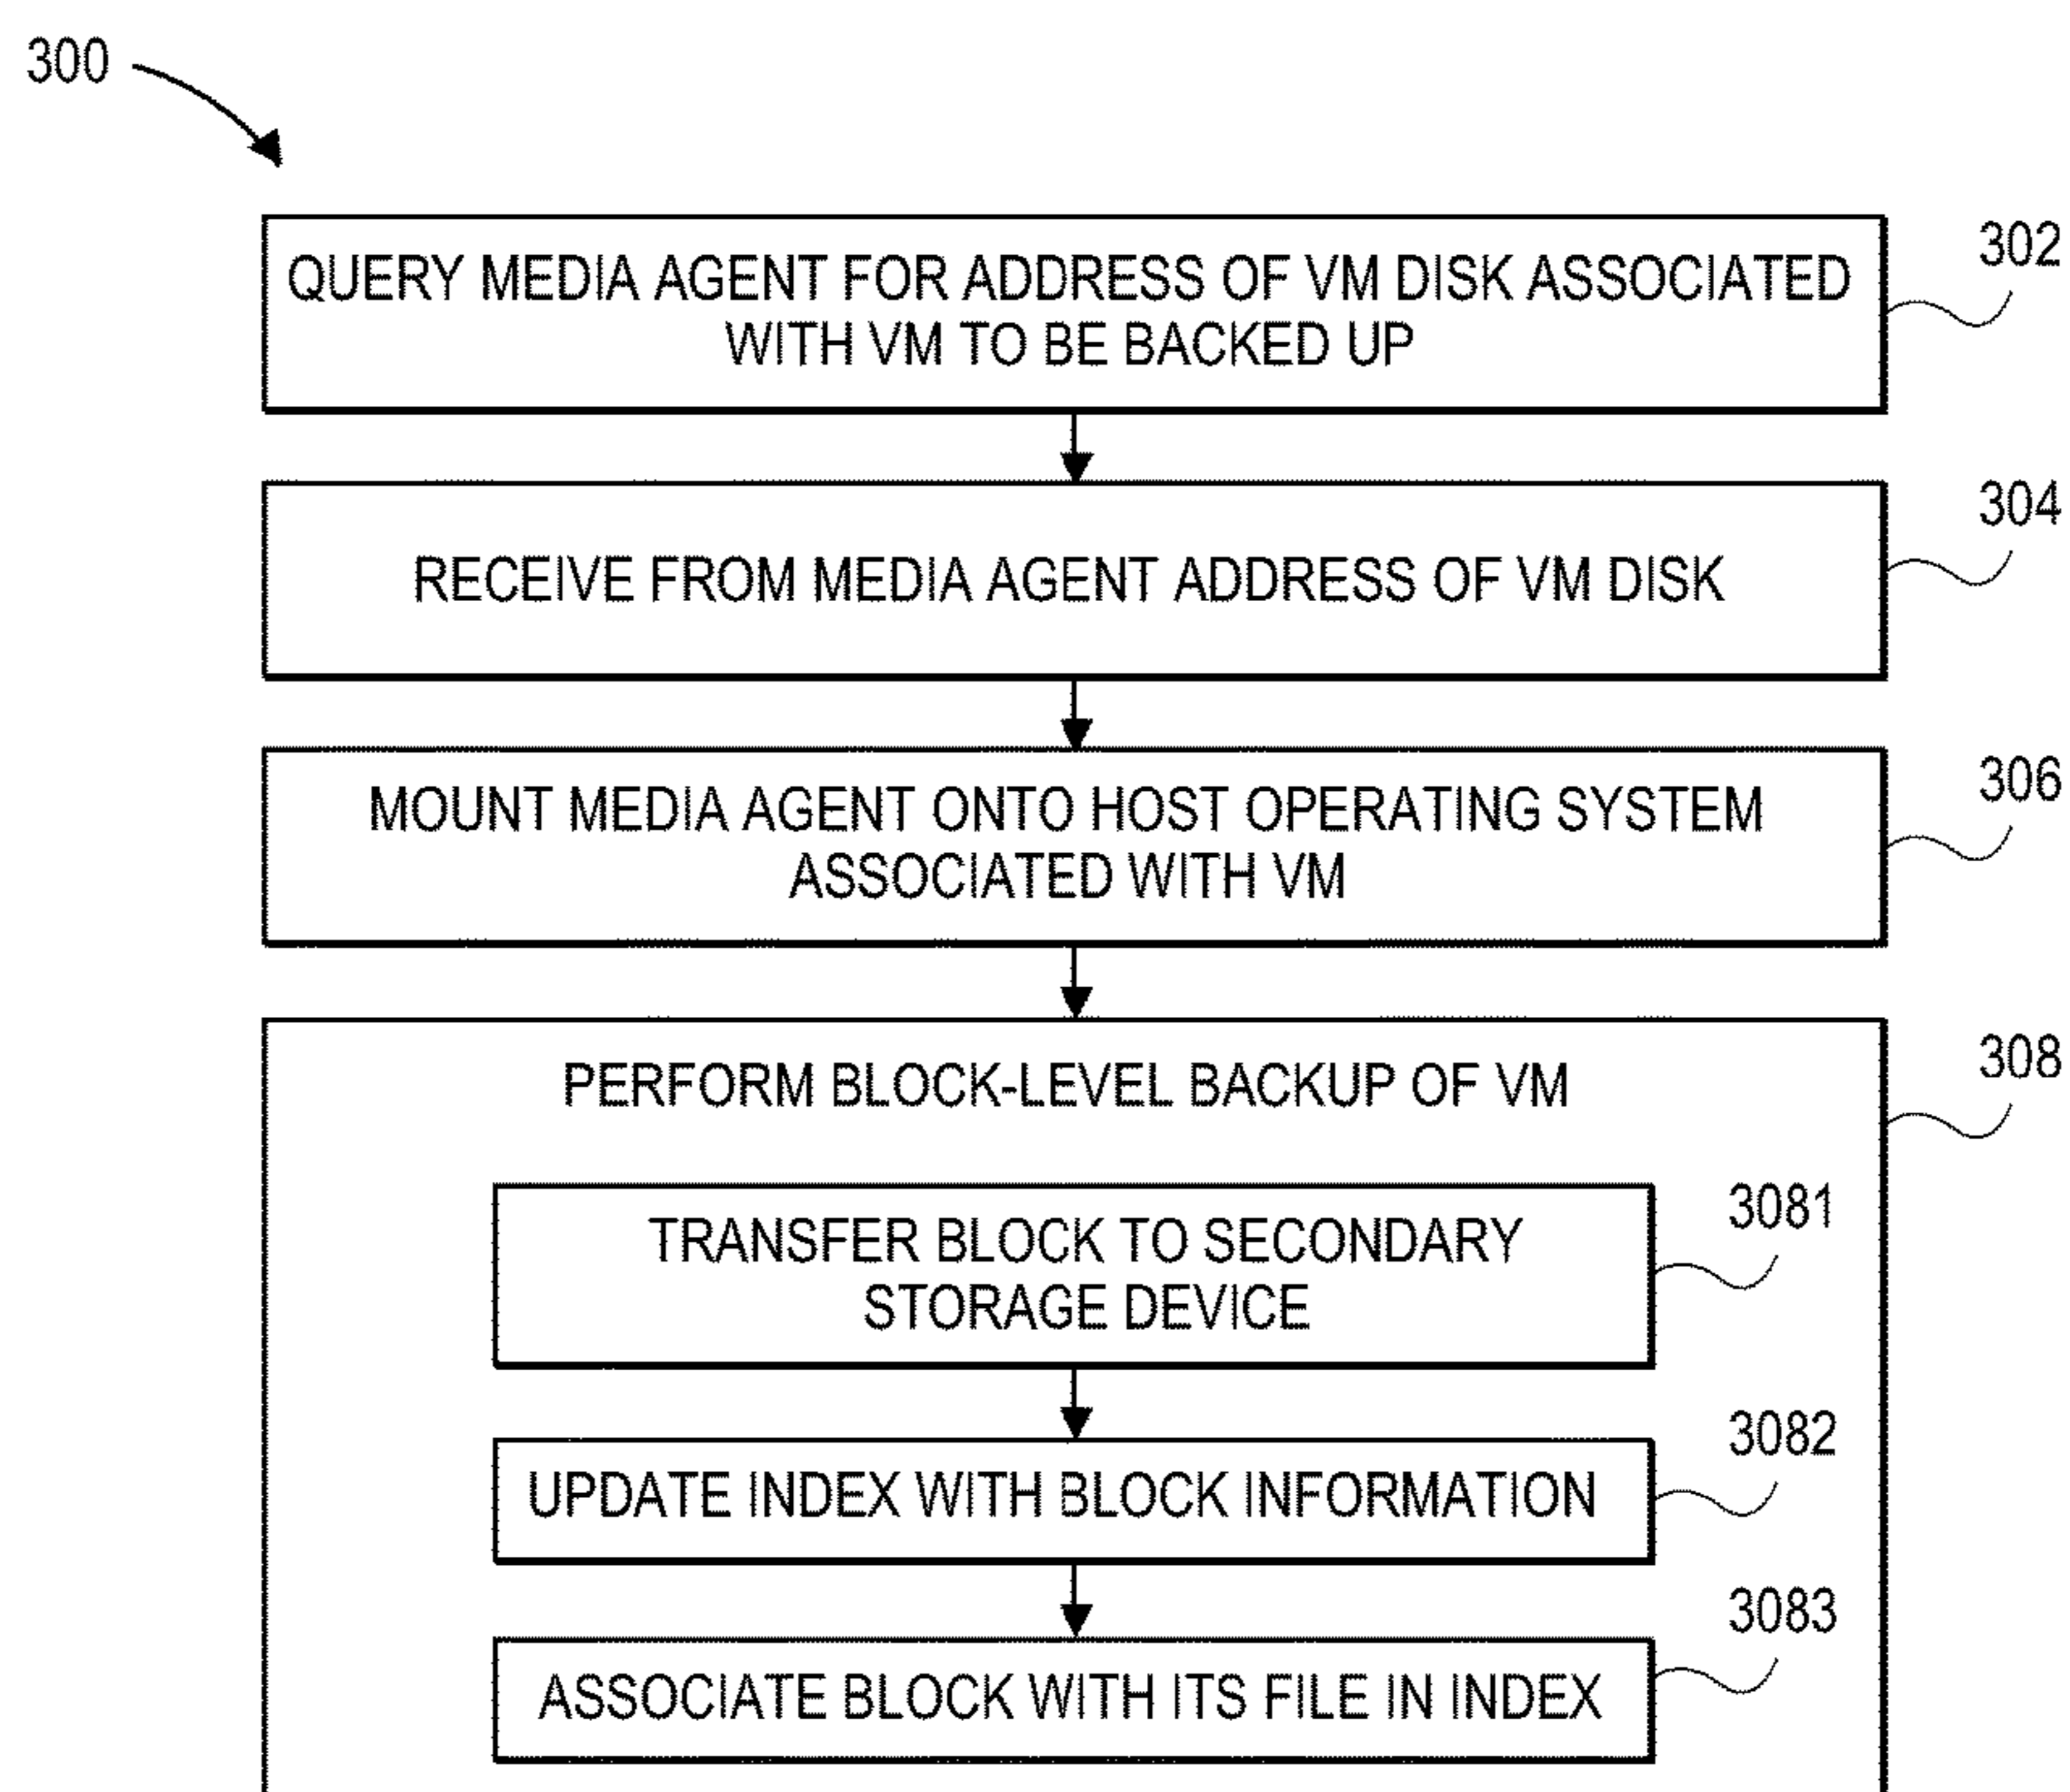 300
302
QUERY MEDIA AGENT FOR ADDRESS OF VM DISK ASSOCIATED
WITH VM TO BE BACKED UP
304
RECEIVE FROM MEDIA AGENT ADDRESS OF VM DISK
306
MOUNT MEDIA AGENT ONTO HOST OPERATING SYSTEM
ASSOCIATED WITH VM
308
PERFORM BLOCK-LEVEL BACKUP OF VM
3081
TRANSFER BLOCK TO SECONDARY
STORAGE DEVICE
3082
UPDATE INDEX WITH BLOCK INFORMATION
3083
ASSOCIATE BLOCK WITH ITS FILE IN INDEX